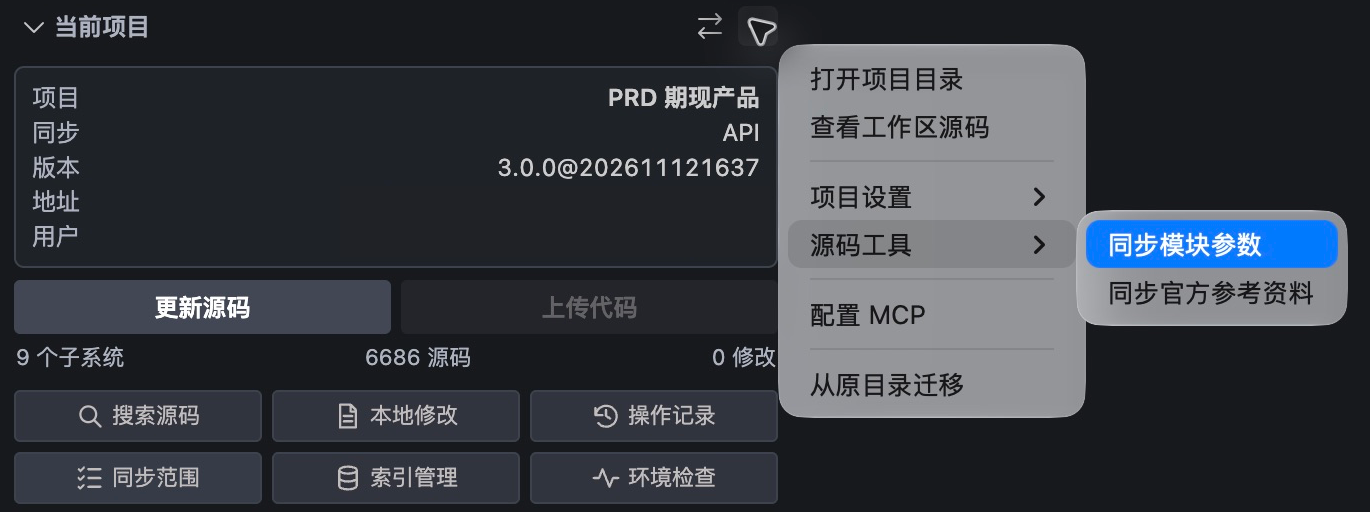 当前项目
项目 PRD 期现产品
同步 API
版本 3.0.0@202611121637
地址
用户
更新源码 上传代码
9 个子系统 6686 源码 0 修改
搜索源码 本地修改 操作记录
同步范围 索引管理 环境检查
打开项目目录
查看工作区源码
项目设置
源码工具
配置 MCP
从原目录迁移
同步模块参数
同步官方参考资料